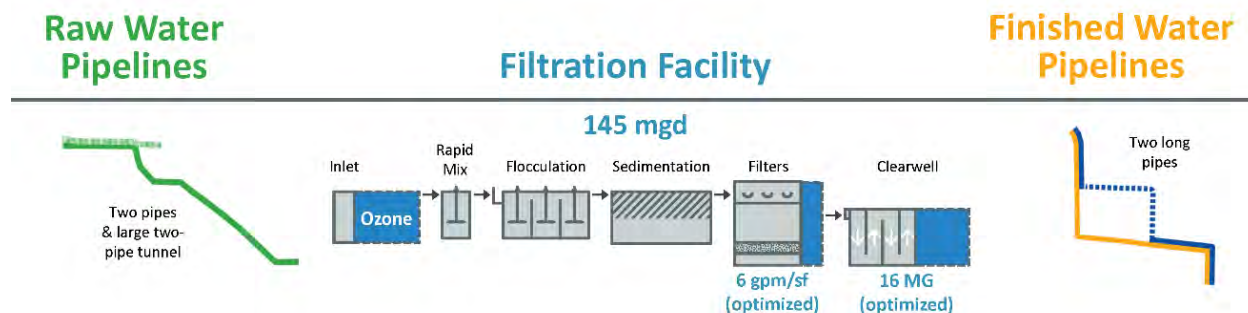 Raw Water
Pipelines
Filtration Facility
Finished Water
Pipelines
145 mgd
Two pipes
& large two-
pipe tunnel
Inlet
Ozone
Rapid
Mix
Flocculation
Sedimentation
Filters
6 gpm/sf
(optimized)
Clearwell
16 MG
(optimized)
Two long
pipes